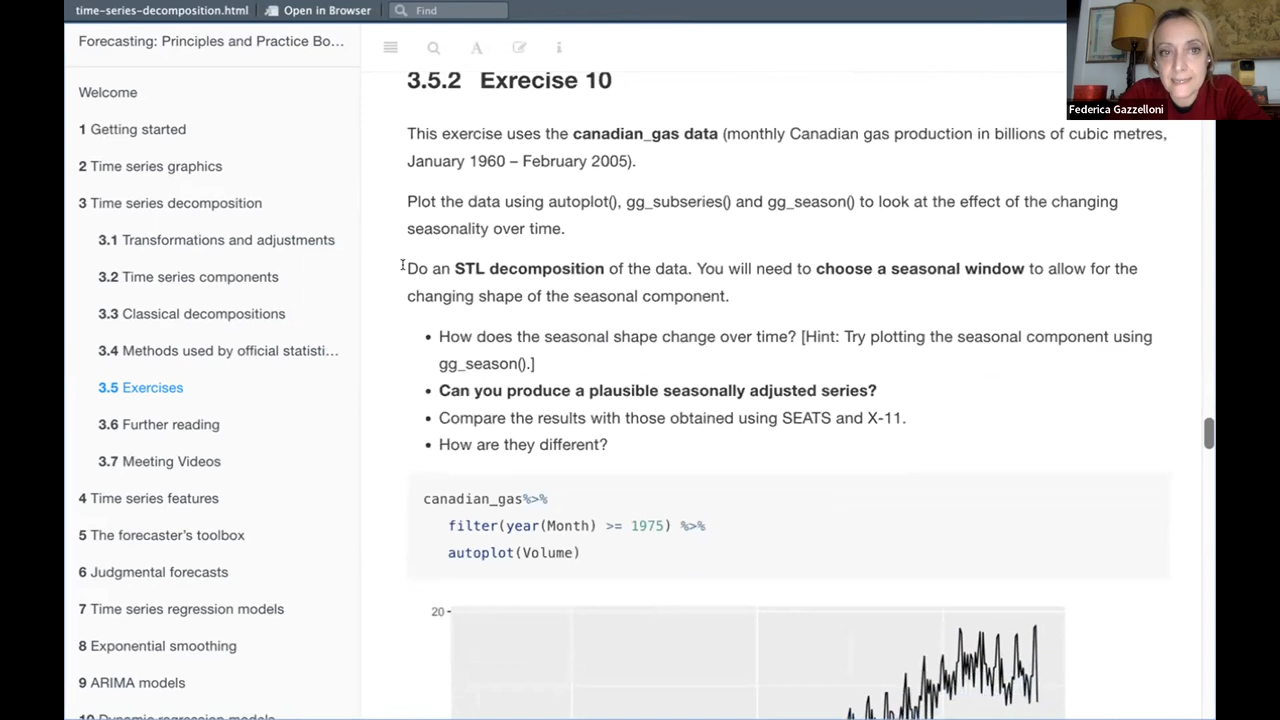 time-series-decomposition.html
Open in Browser
Find
Forecasting: Principles and Practice Bo…
Welcome
1 Getting started
2 Time series graphics
3 Time series decomposition
3.1 Transformations and adjustments
3.2 Time series components
3.3 Classical decompositions
3.4 Methods used by official statisti…
3.5 Exercises
3.6 Further reading
3.7 Meeting Videos
4 Time series features
5 The forecaster's toolbox
6 Judgmental forecasts
7 Time series regression models
8 Exponential smoothing
9 ARIMA models
10 Dynamic regression models
3.5.2 Exrecise 10
This exercise uses the canadian_gas data (monthly Canadian gas production in billions of cubic metres,
January 1960 – February 2005).
Plot the data using autoplot(), gg_subseries() and gg_season() to look at the effect of the changing
seasonality over time.
Do an STL decomposition of the data. You will need to choose a seasonal window to allow for the
changing shape of the seasonal component.
• How does the seasonal shape change over time? [Hint: Try plotting the seasonal component using
gg_season().]
• Can you produce a plausible seasonally adjusted series?
• Compare the results with those obtained using SEATS and X-11.
• How are they different?
canadian_gas%>%
filter(year(Month) >= 1975) %>%
autoplot(Volume)
20
Federica Gazzelloni